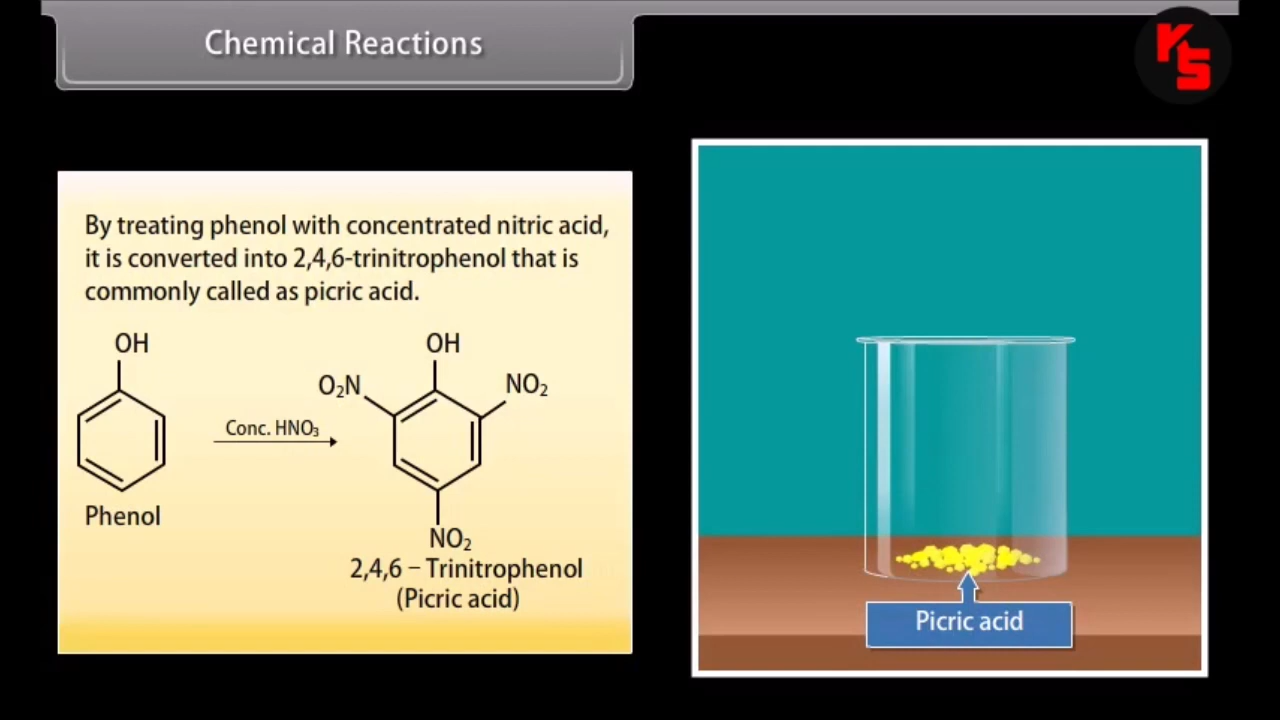 Chemical Reactions
KS
By treating phenol with concentrated nitric acid,
it is converted into 2,4,6-trinitrophenol that is
commonly called as picric acid.
OH
OH
O₂N
NO₂
Conc. HNO₃
Phenol
NO₂
2,4,6 – Trinitrophenol
(Picric acid)
Picric acid